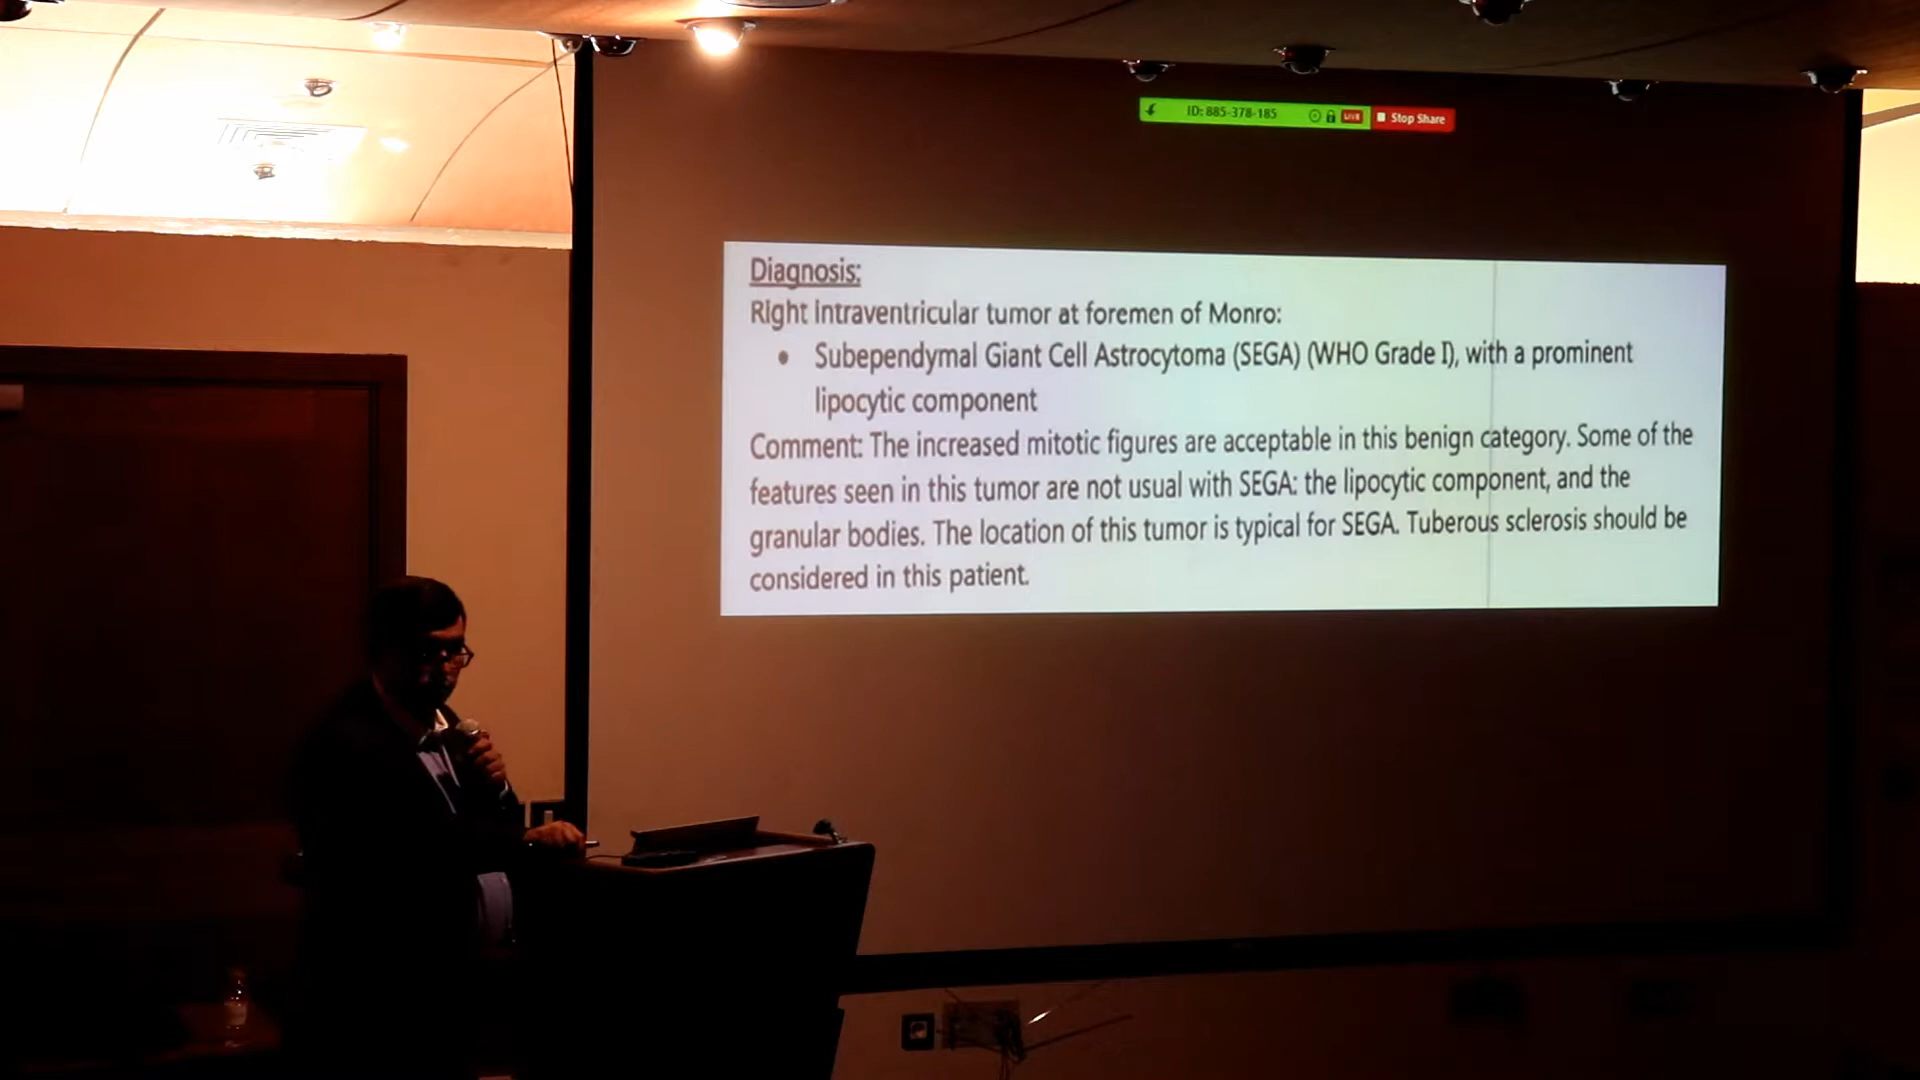 ID: 885-378-185 LIVE Stop Share
Diagnosis:
Right intraventricular tumor at foremen of Monro:
• Subependymal Giant Cell Astrocytoma (SEGA) (WHO Grade I), with a prominent
lipocytic component
Comment: The increased mitotic figures are acceptable in this benign category. Some of the
features seen in this tumor are not usual with SEGA: the lipocytic component, and the
granular bodies. The location of this tumor is typical for SEGA. Tuberous sclerosis should be
considered in this patient.